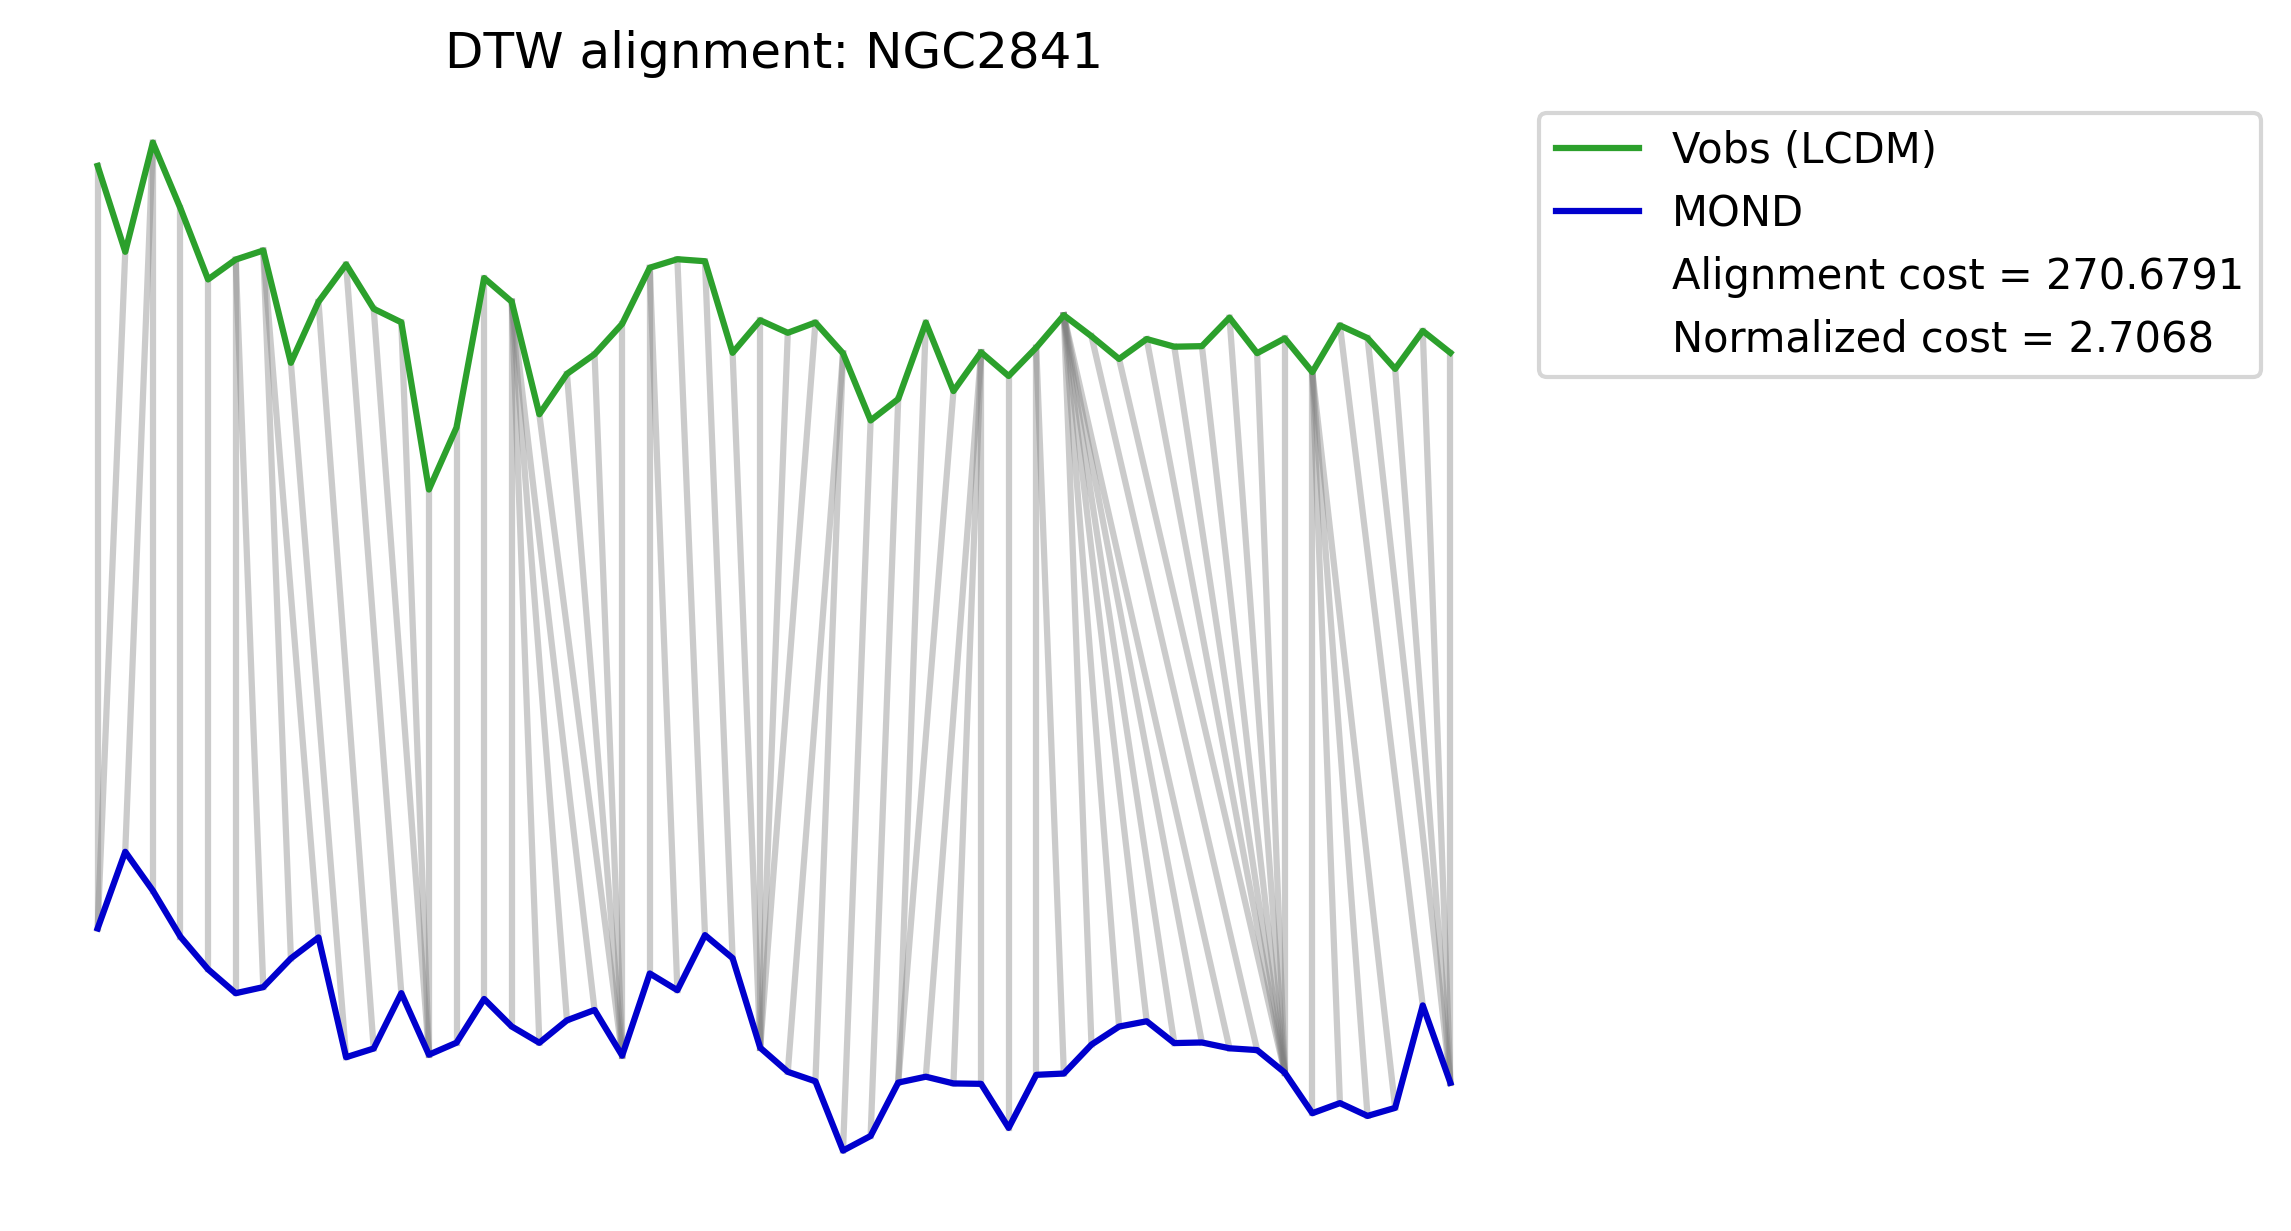 DTW alignment: NGC2841
Vobs (LCDM)
MOND
Alignment cost = 270.6791
Normalized cost = 2.7068